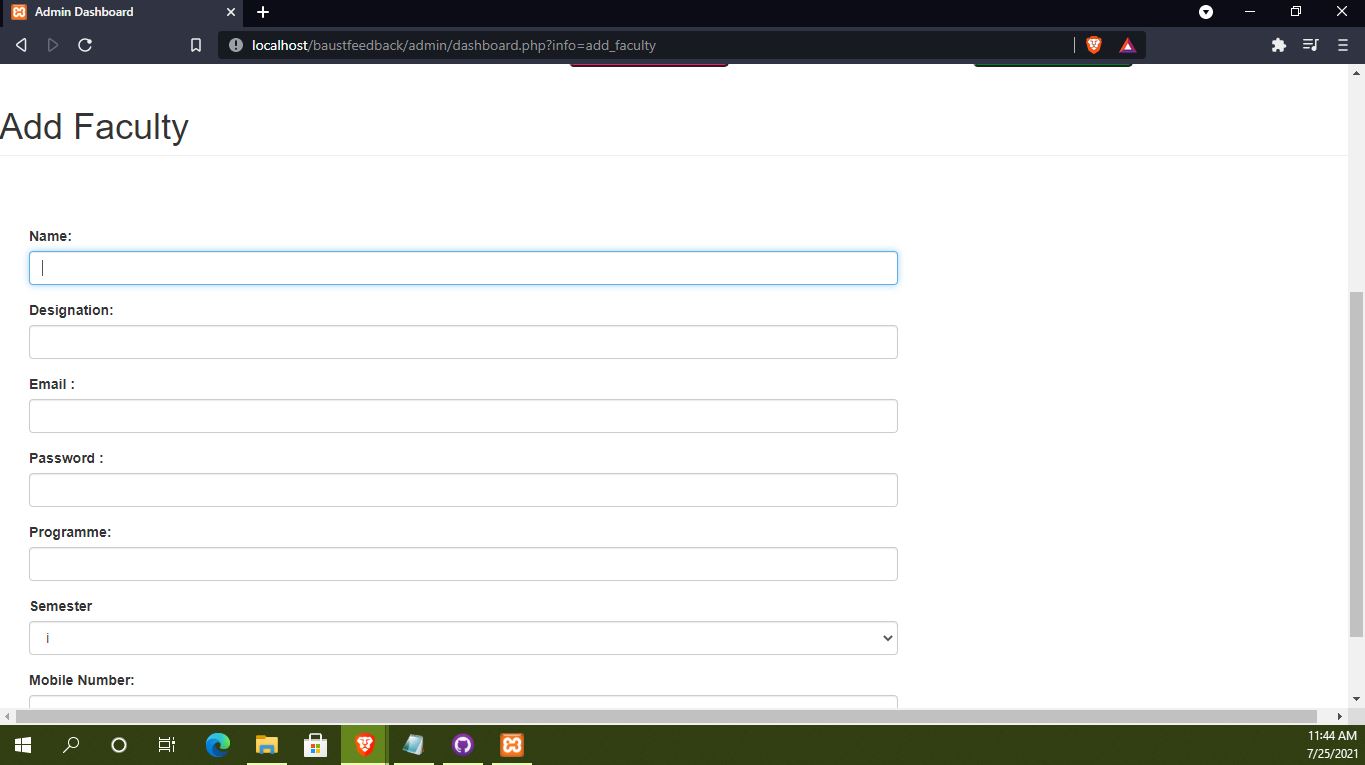 Admin Dashboard
localhost/baustfeedback/admin/dashboard.php?info=add_faculty
Add Faculty
Name:
Designation:
Email :
Password :
Programme:
Semester
i
Mobile Number:
11:44 AM
7/25/2021